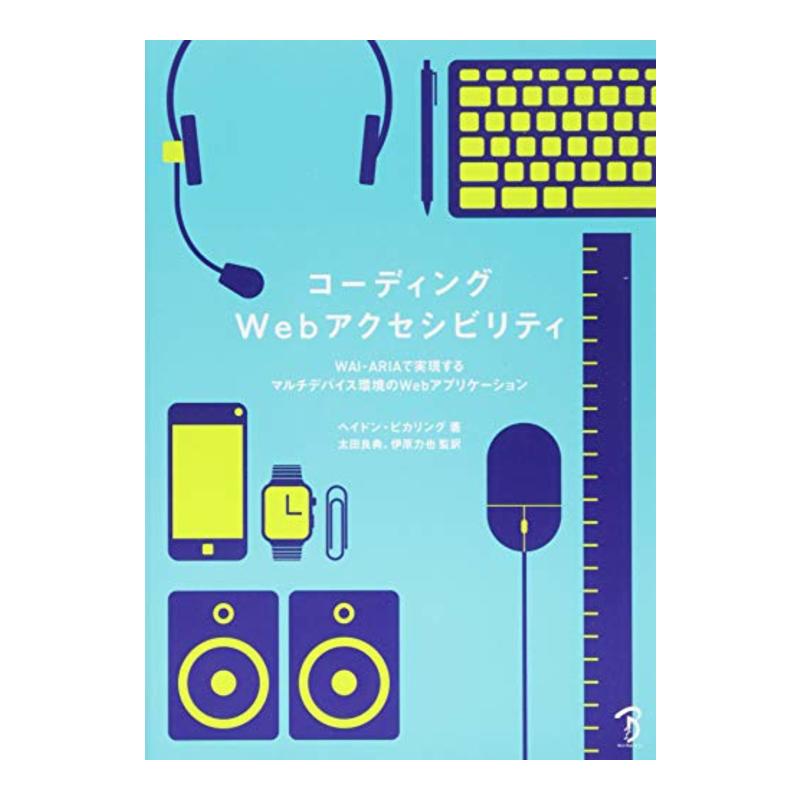 コーディング
Webアクセシビリティ
WAI-ARIAで実現する
マルチデバイス環境のWebアプリケーション
ヘイドン・ピカリング 著
太田良典、伊原力也 監訳